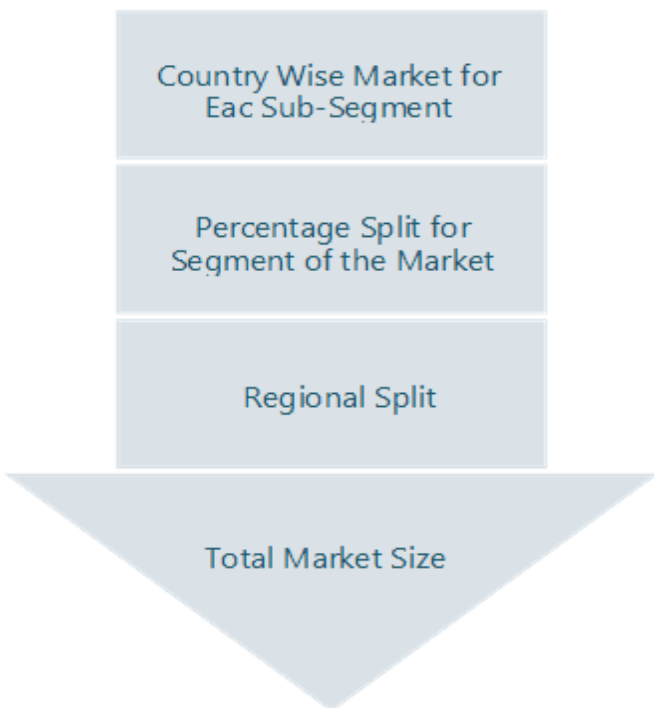 Country Wise Market for
Eac Sub-Segment
Percentage Split for
Segment of the Market
Regional Split
Total Market Size